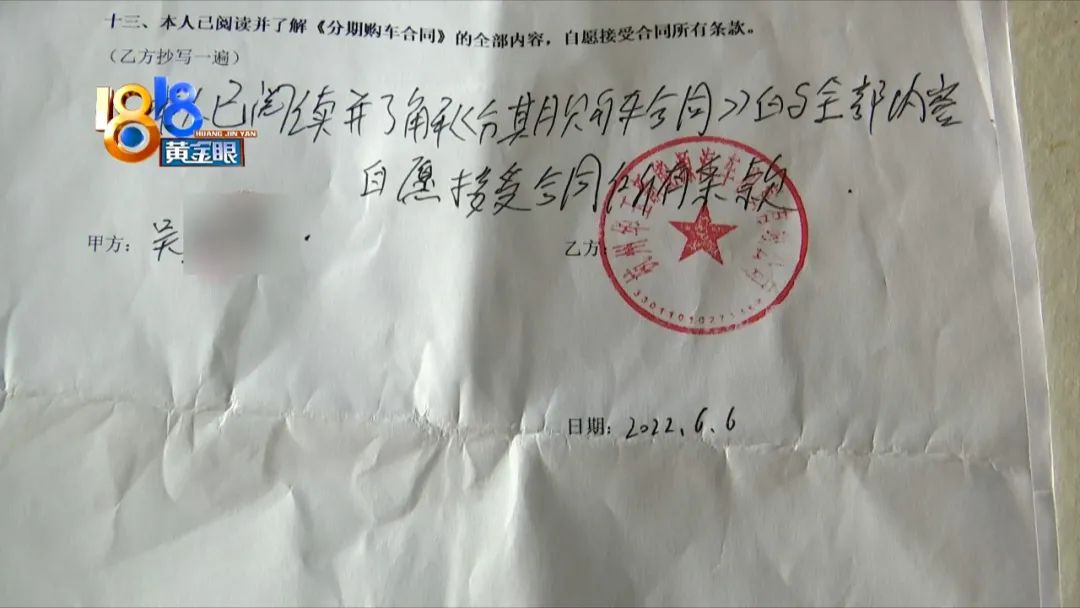 十三、本人已阅读并了解《分期购车合同》的全部内容，自愿接受合同所有条款。
（乙方抄写一遍）
已阅读并了解《分期购车合同》的全部内容
自愿接受合同所有条款
1818
HUANG JIN YAN
黄金眼
甲方：吴
乙方：
日期：2022.6.6